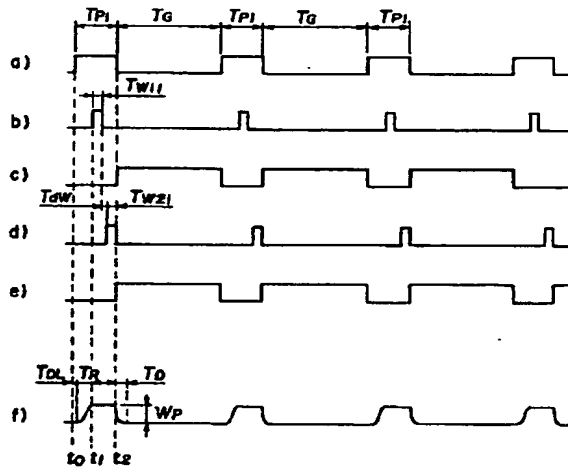 TP1 TG TP1 TG TP1
a)
TW11
b)
c)
TdW1 TW21
d)
e)
TDL TR TD
f) WP
t0 t1 t2